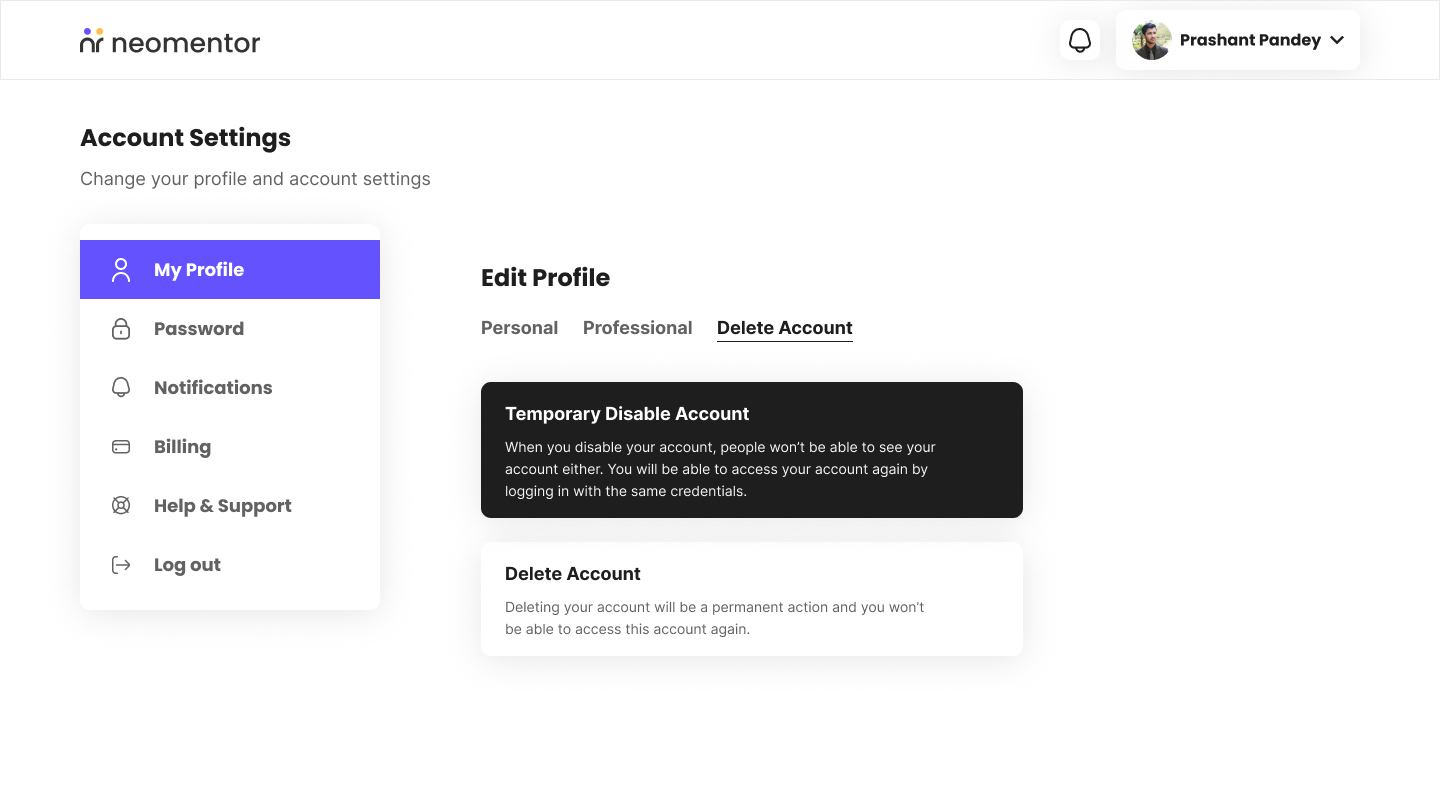 neomentor
Prashant Pandey
Account Settings
Change your profile and account settings
My Profile
Password
Notifications
Billing
Help & Support
Log out
Edit Profile
Personal Professional Delete Account
Temporary Disable Account
When you disable your account, people won’t be able to see your
account either. You will be able to access your account again by
logging in with the same credentials.
Delete Account
Deleting your account will be a permanent action and you won’t
be able to access this account again.